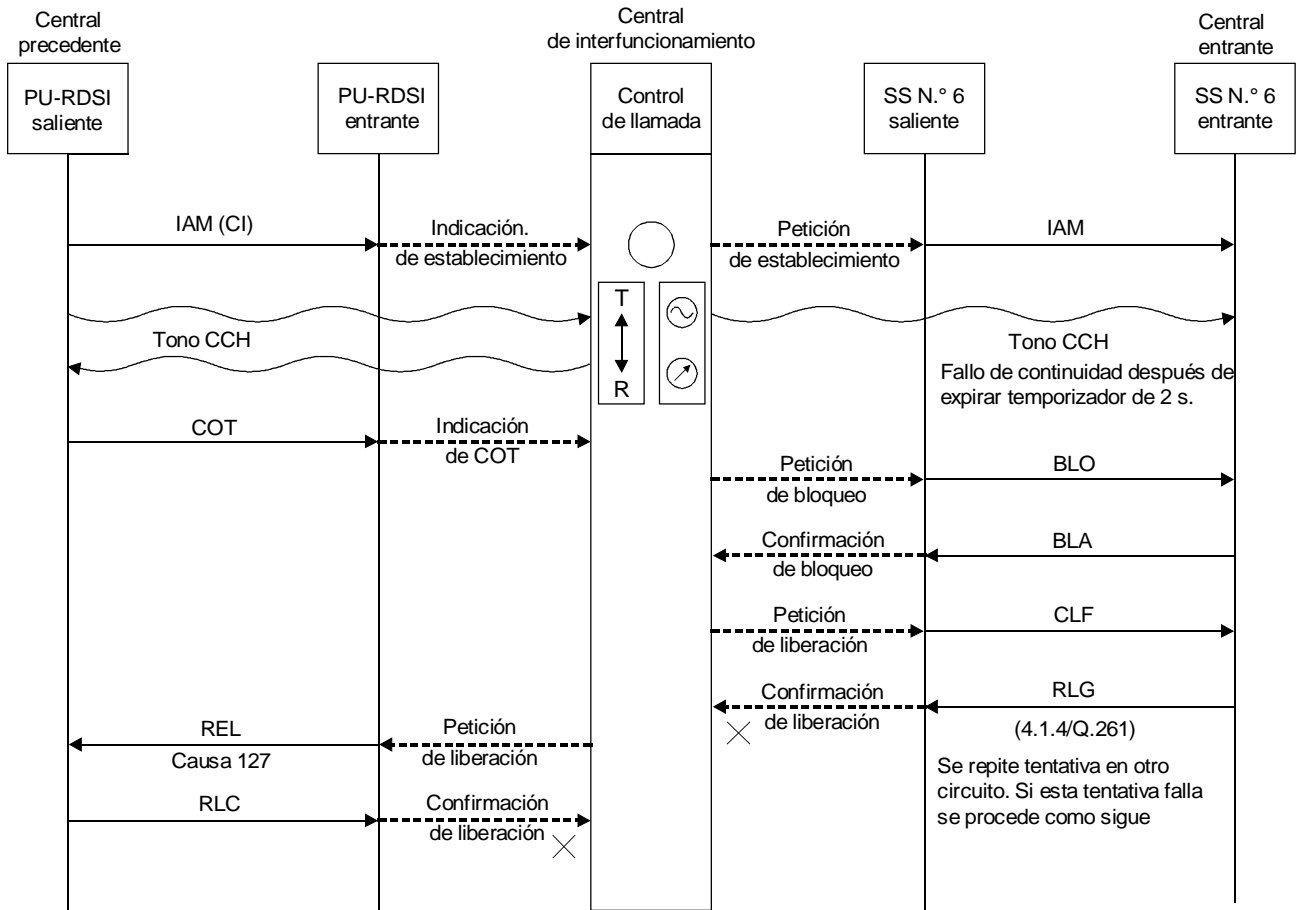 Central
precedente
Central
de interfuncionamiento
Central
entrante
PU-RDSI
saliente
PU-RDSI
entrante
Control
de llamada
SS N.° 6
saliente
SS N.° 6
entrante
IAM (CI)
Indicación.
de establecimiento
Petición
de establecimiento
IAM
T
R
Tono CCH
Tono CCH
Fallo de continuidad después de
expirar temporizador de 2 s.
COT
Indicación
de COT
Petición
de bloqueo
BLO
Confirmación
de bloqueo
BLA
Petición
de liberación
CLF
Confirmación
de liberación
RLG
(4.1.4/Q.261)
REL
Causa 127
Petición
de liberación
Se repite tentativa en otro
circuito. Si esta tentativa falla
se procede como sigue
RLC
Confirmación
de liberación